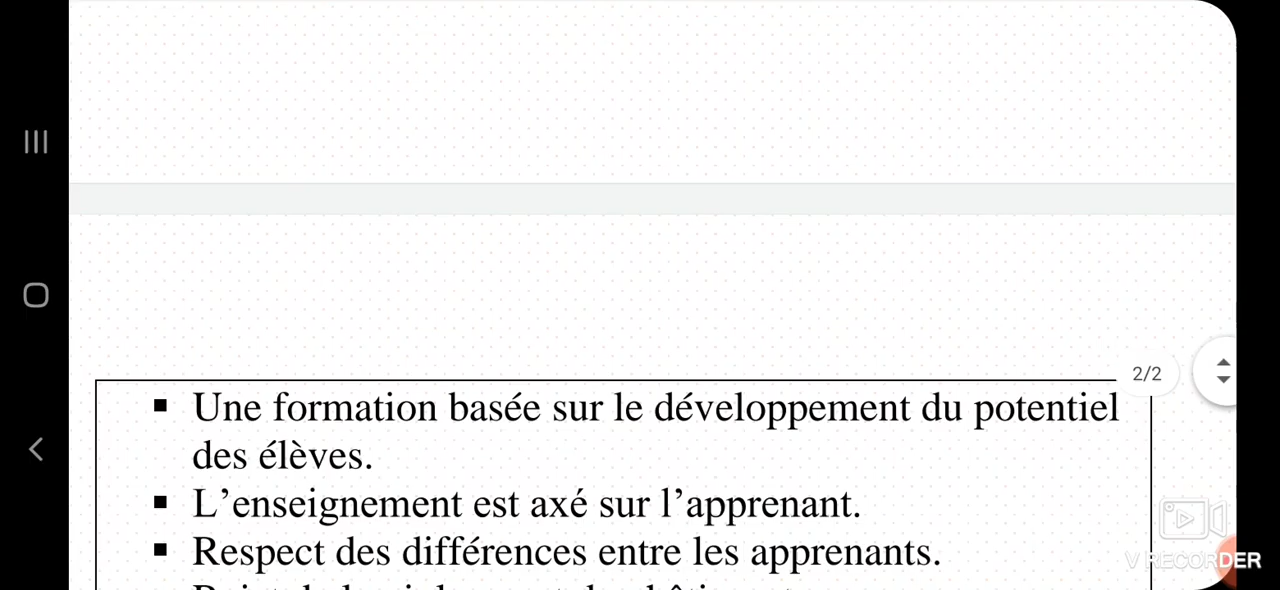 2/2
▪ Une formation basée sur le développement du potentiel
des élèves.
▪ L’enseignement est axé sur l’apprenant.
▪ Respect des différences entre les apprenants.
V RECORDER